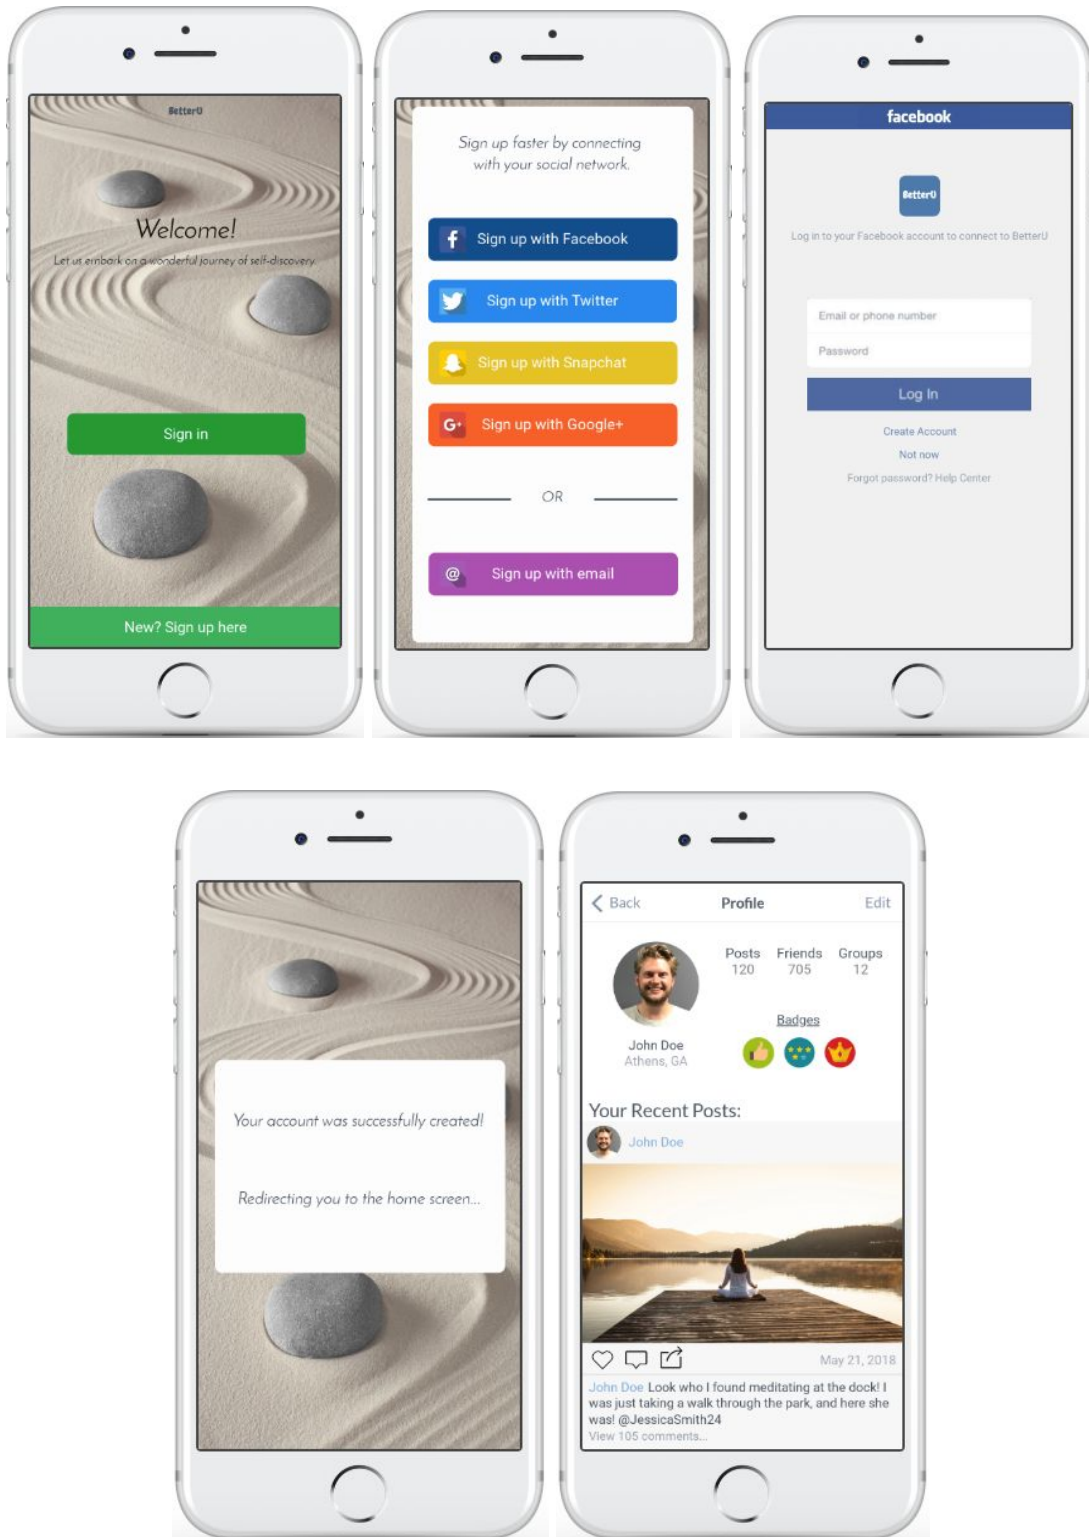 BetterU
Welcome!
Let us embark on a wonderful journey of self-discovery.
Sign in
New? Sign up here
Sign up faster by connecting
with your social network.
Sign up with Facebook
Sign up with Twitter
Sign up with Snapchat
G+ Sign up with Google+
OR
@ Sign up with email
facebook
BetterU
Log in to your Facebook account to connect to BetterU
Email or phone number
Password
Log In
Create Account
Not now
Forgot password? Help Center
Your account was successfully created!
Redirecting you to the home screen...
Back Profile Edit
Posts Friends Groups
120 705 12
Badges
John Doe
Athens, GA
Your Recent Posts:
John Doe
May 21, 2018
John Doe Look who I found meditating at the dock! I
was just taking a walk through the park, and here she
was! @JessicaSmith24
View 105 comments...